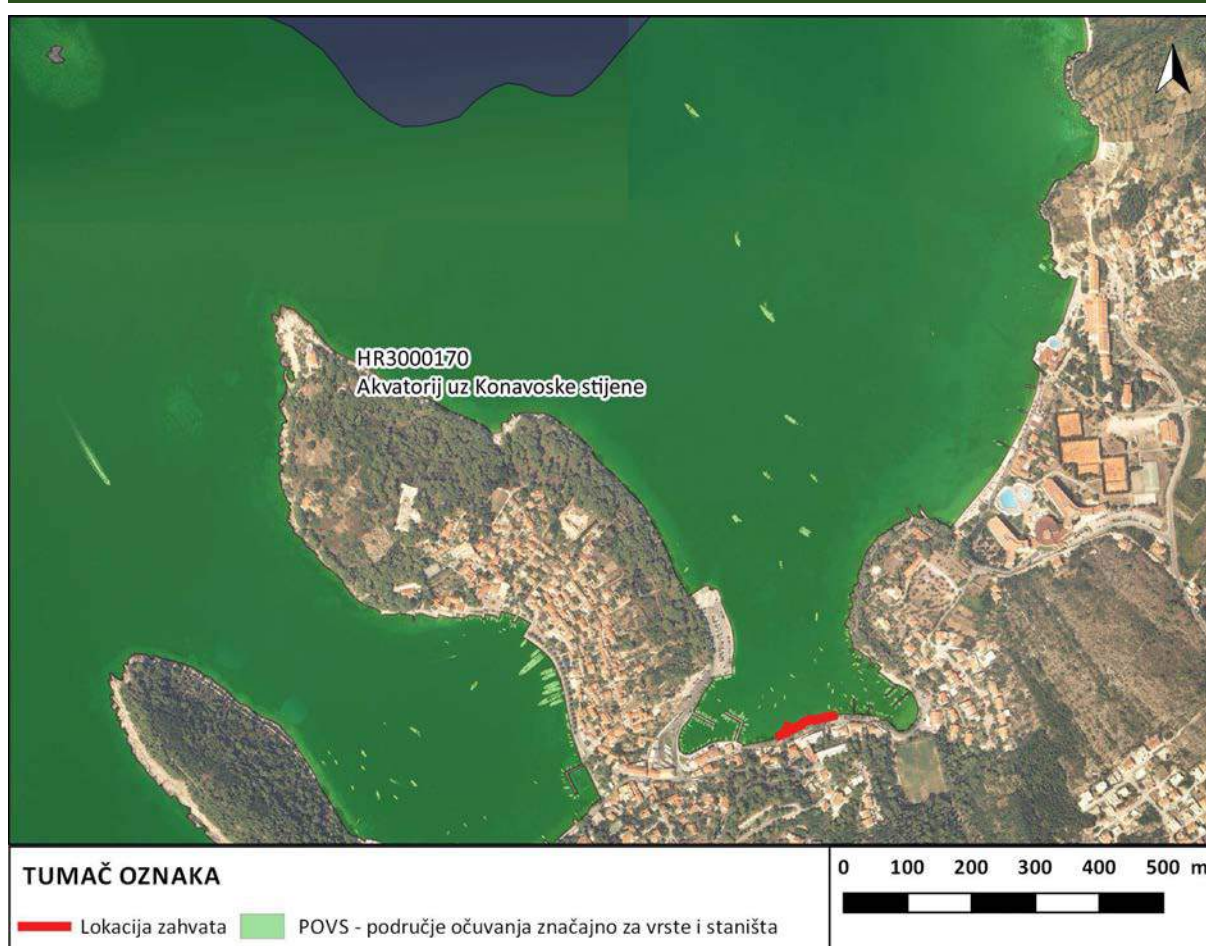 HR3000170
Akvatorij uz Konavoske stijene
TUMAČ OZNAKA
Lokacija zahvata
POVS - područje očuvanja značajno za vrste i staništa
0 100 200 300 400 500 m